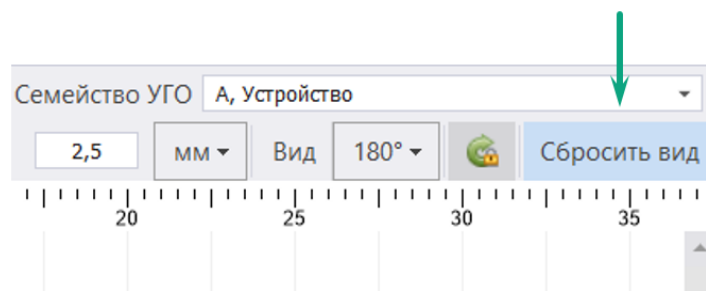 Семейство УГО А, Устройство
2,5 мм Вид 180° Сбросить вид
20 25 30 35